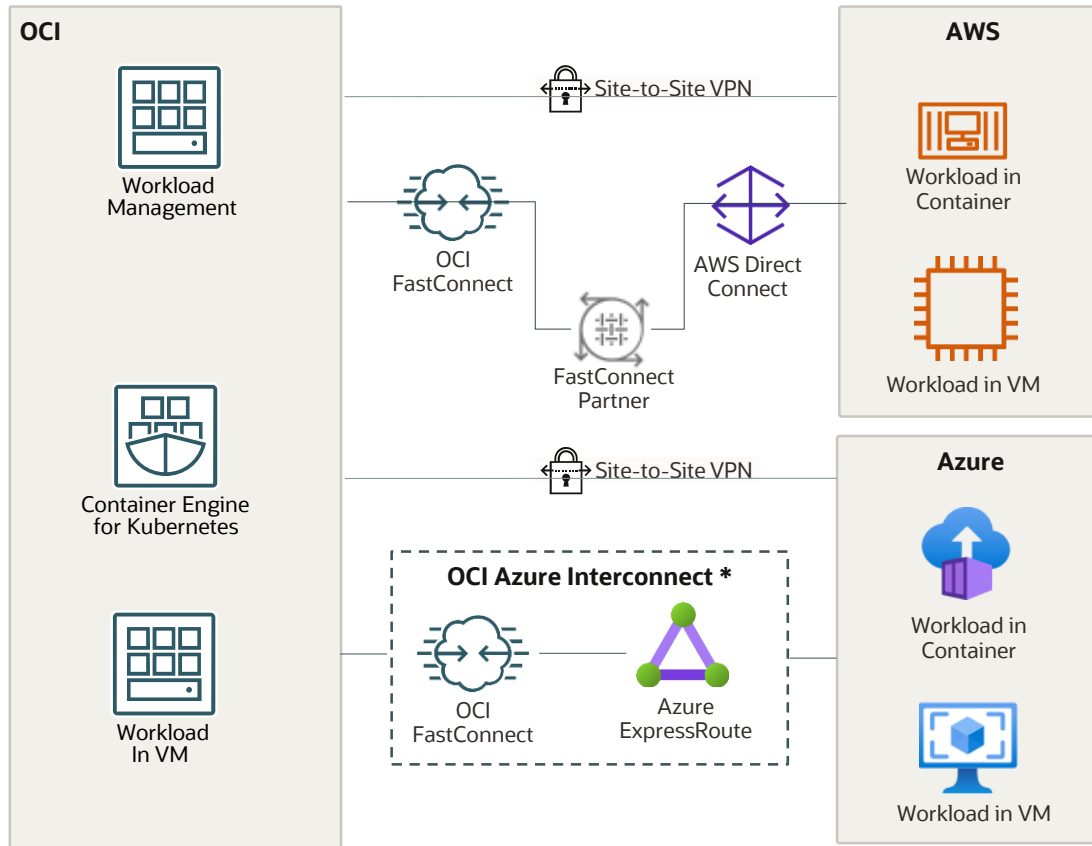 OCI
Workload
Management
Container Engine
for Kubernetes
Workload
In VM
Site-to-Site VPN
OCI
FastConnect
AWS Direct
Connect
FastConnect
Partner
Site-to-Site VPN
OCI Azure Interconnect *
OCI
FastConnect
Azure
ExpressRoute
AWS
Workload in
Container
Workload in VM
Azure
Workload in
Container
Workload in VM